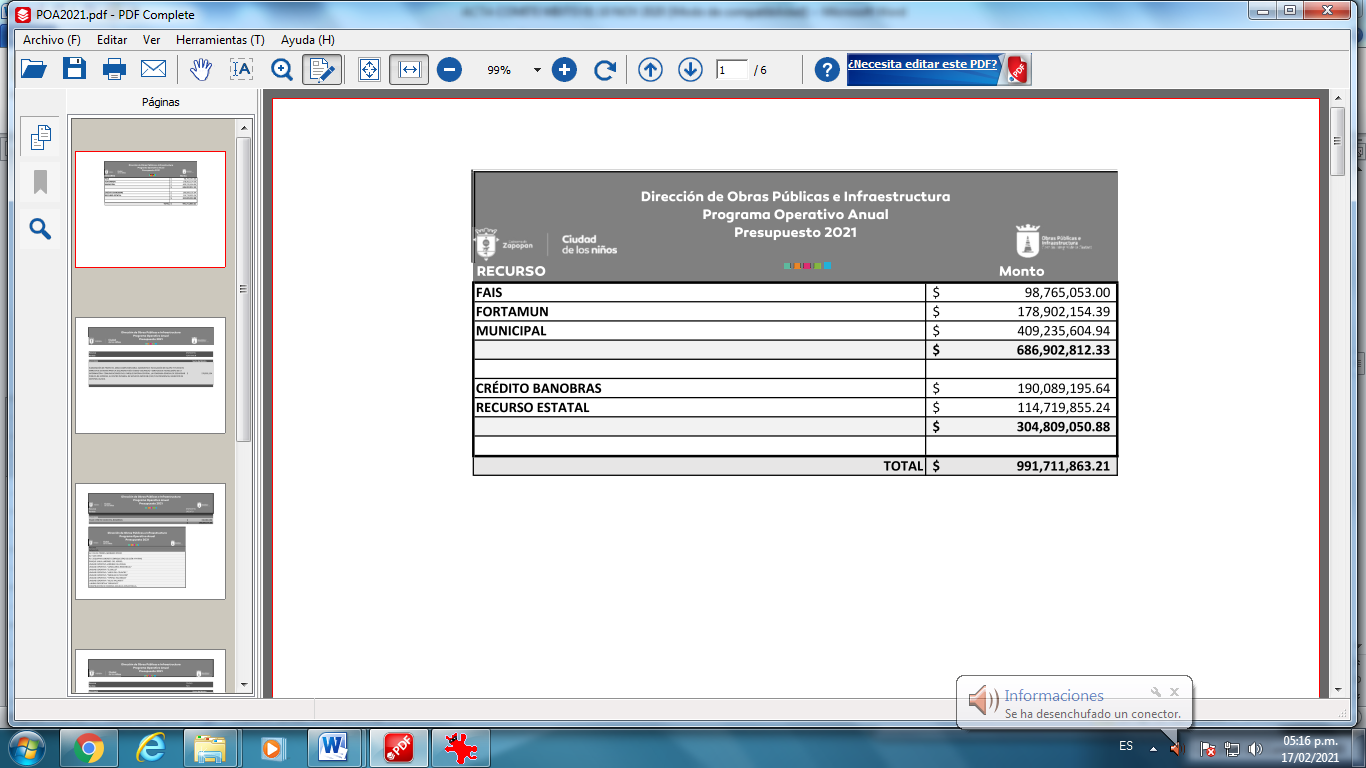 POA2021.pdf - PDF Complete
Archivo (F) Editar Ver Herramientas (T) Ayuda (H)
99% 1 / 6 ¿Necesita editar este PDF?
Páginas
Dirección de Obras Públicas e Infraestructura
Programa Operativo Anual
Presupuesto 2021
Zapopan
Ciudad
de los niños
Obras Públicas e
Infraestructura
RECURSO Monto
FAIS $ 98,765,053.00
FORTAMUN $ 178,902,154.39
MUNICIPAL $ 409,235,604.94
$ 686,902,812.33
CRÉDITO BANOBRAS $ 190,089,195.64
RECURSO ESTATAL $ 114,719,855.24
$ 304,809,050.88
TOTAL $ 991,711,863.21
Informaciones
Se ha desenchufado un conector.
ES
05:16 p.m.
17/02/2021